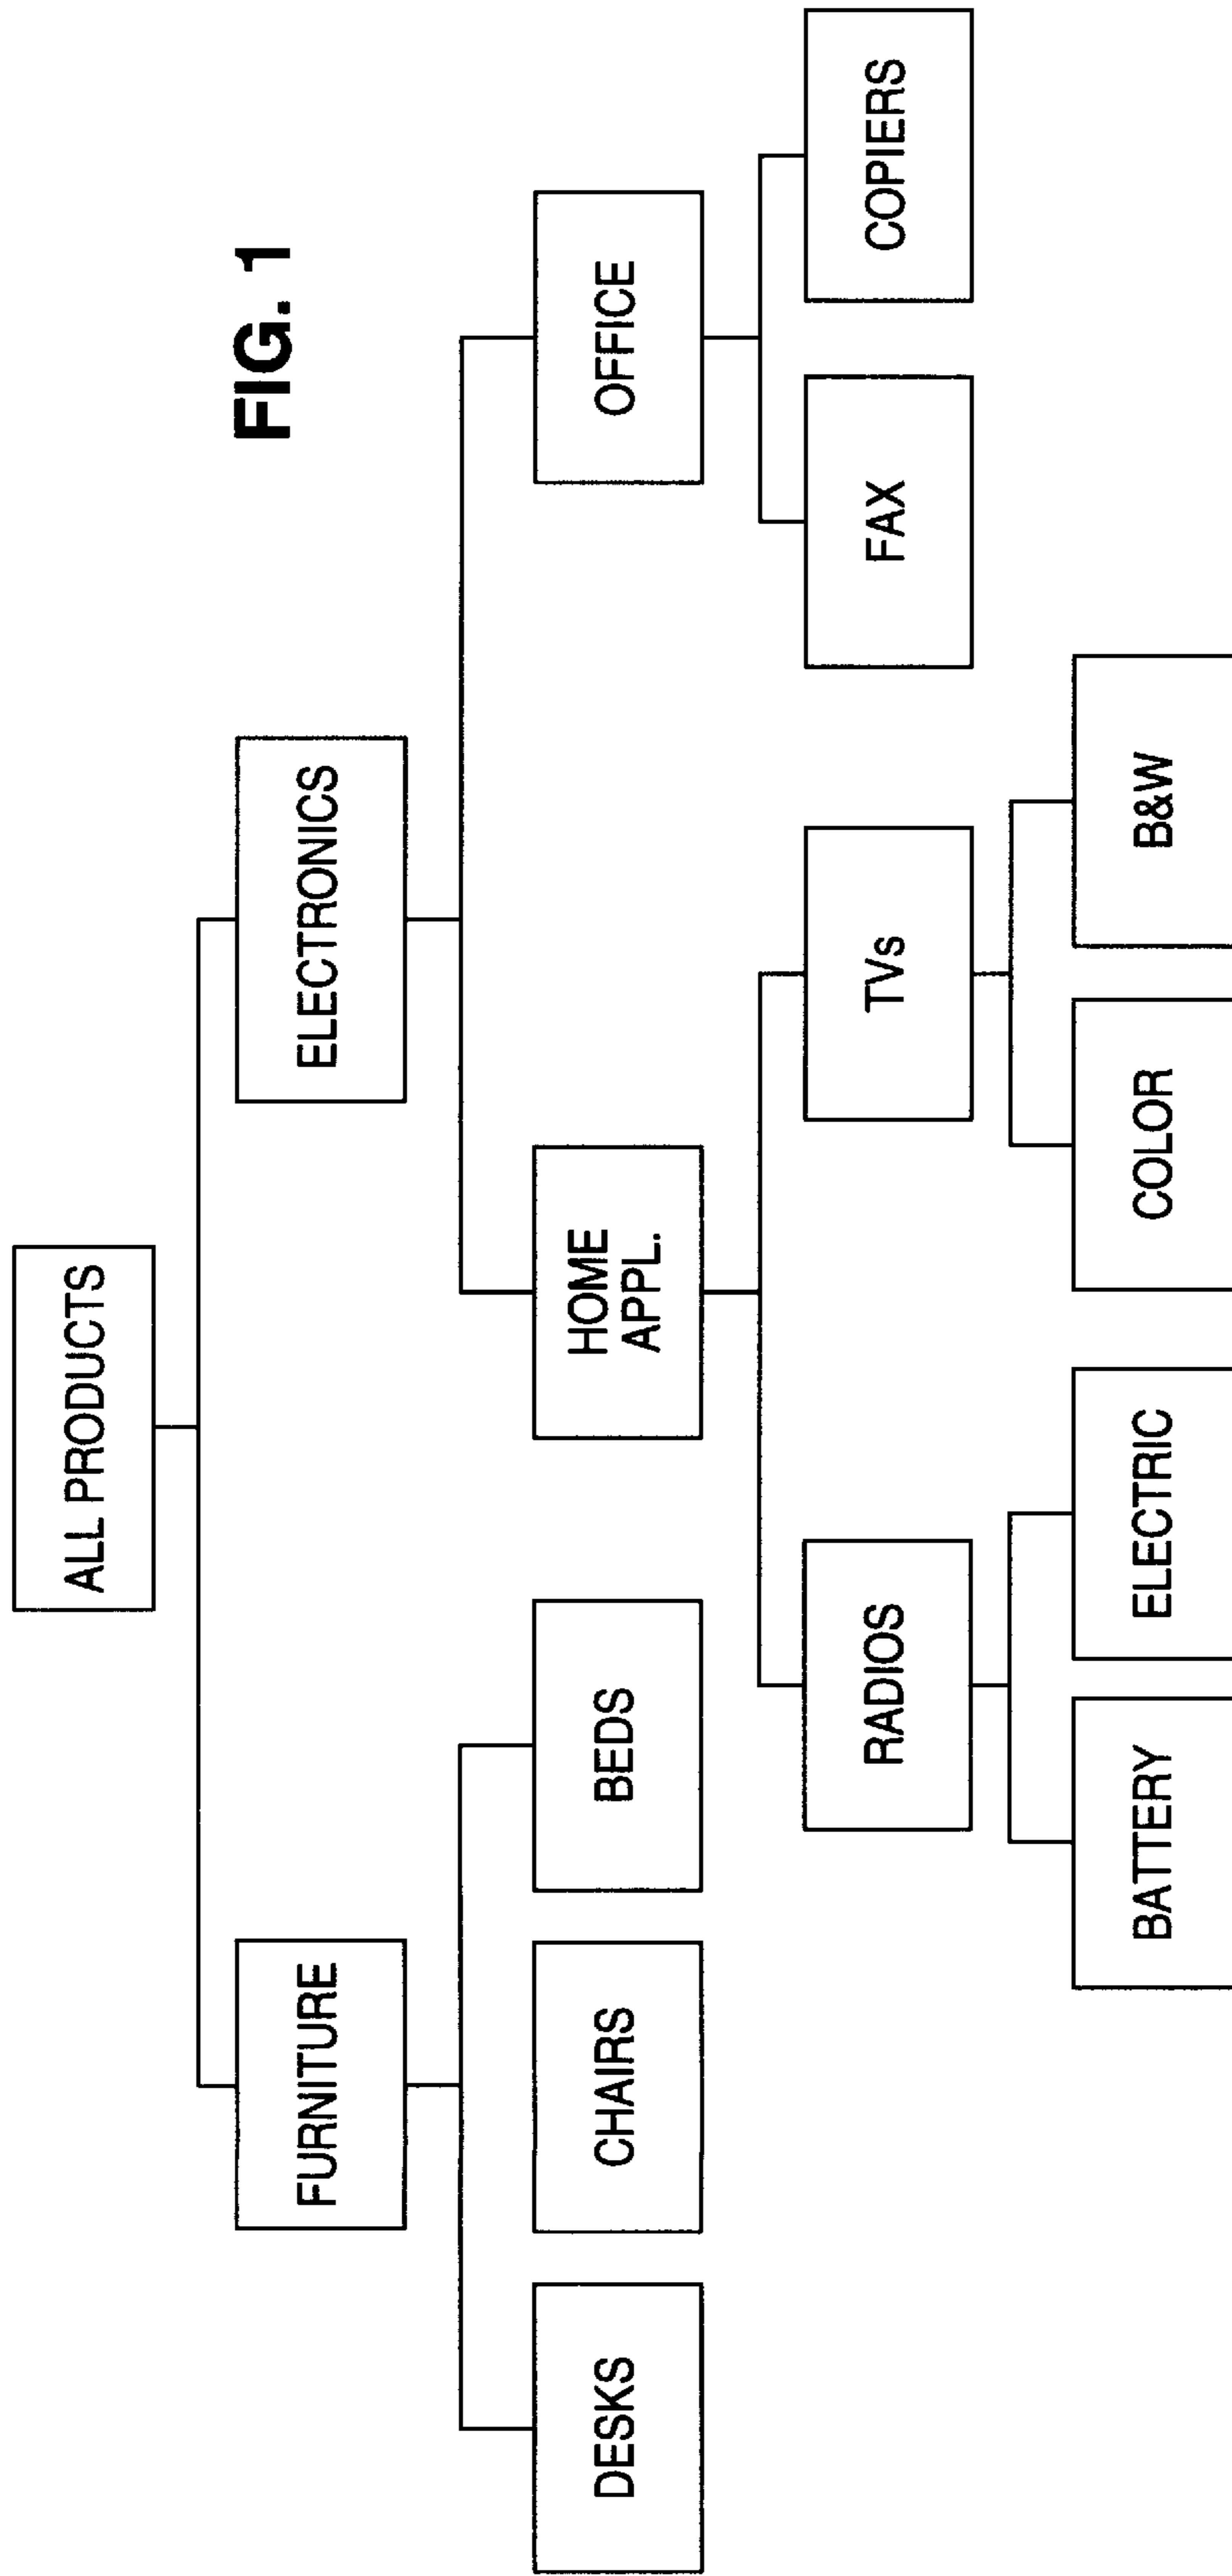 FIG. 1
ALL PRODUCTS
FURNITURE
ELECTRONICS
DESKS
CHAIRS
BEDS
HOME
APPL.
OFFICE
RADIOS
TVs
FAX
COPIERS
BATTERY
ELECTRIC
COLOR
B&W